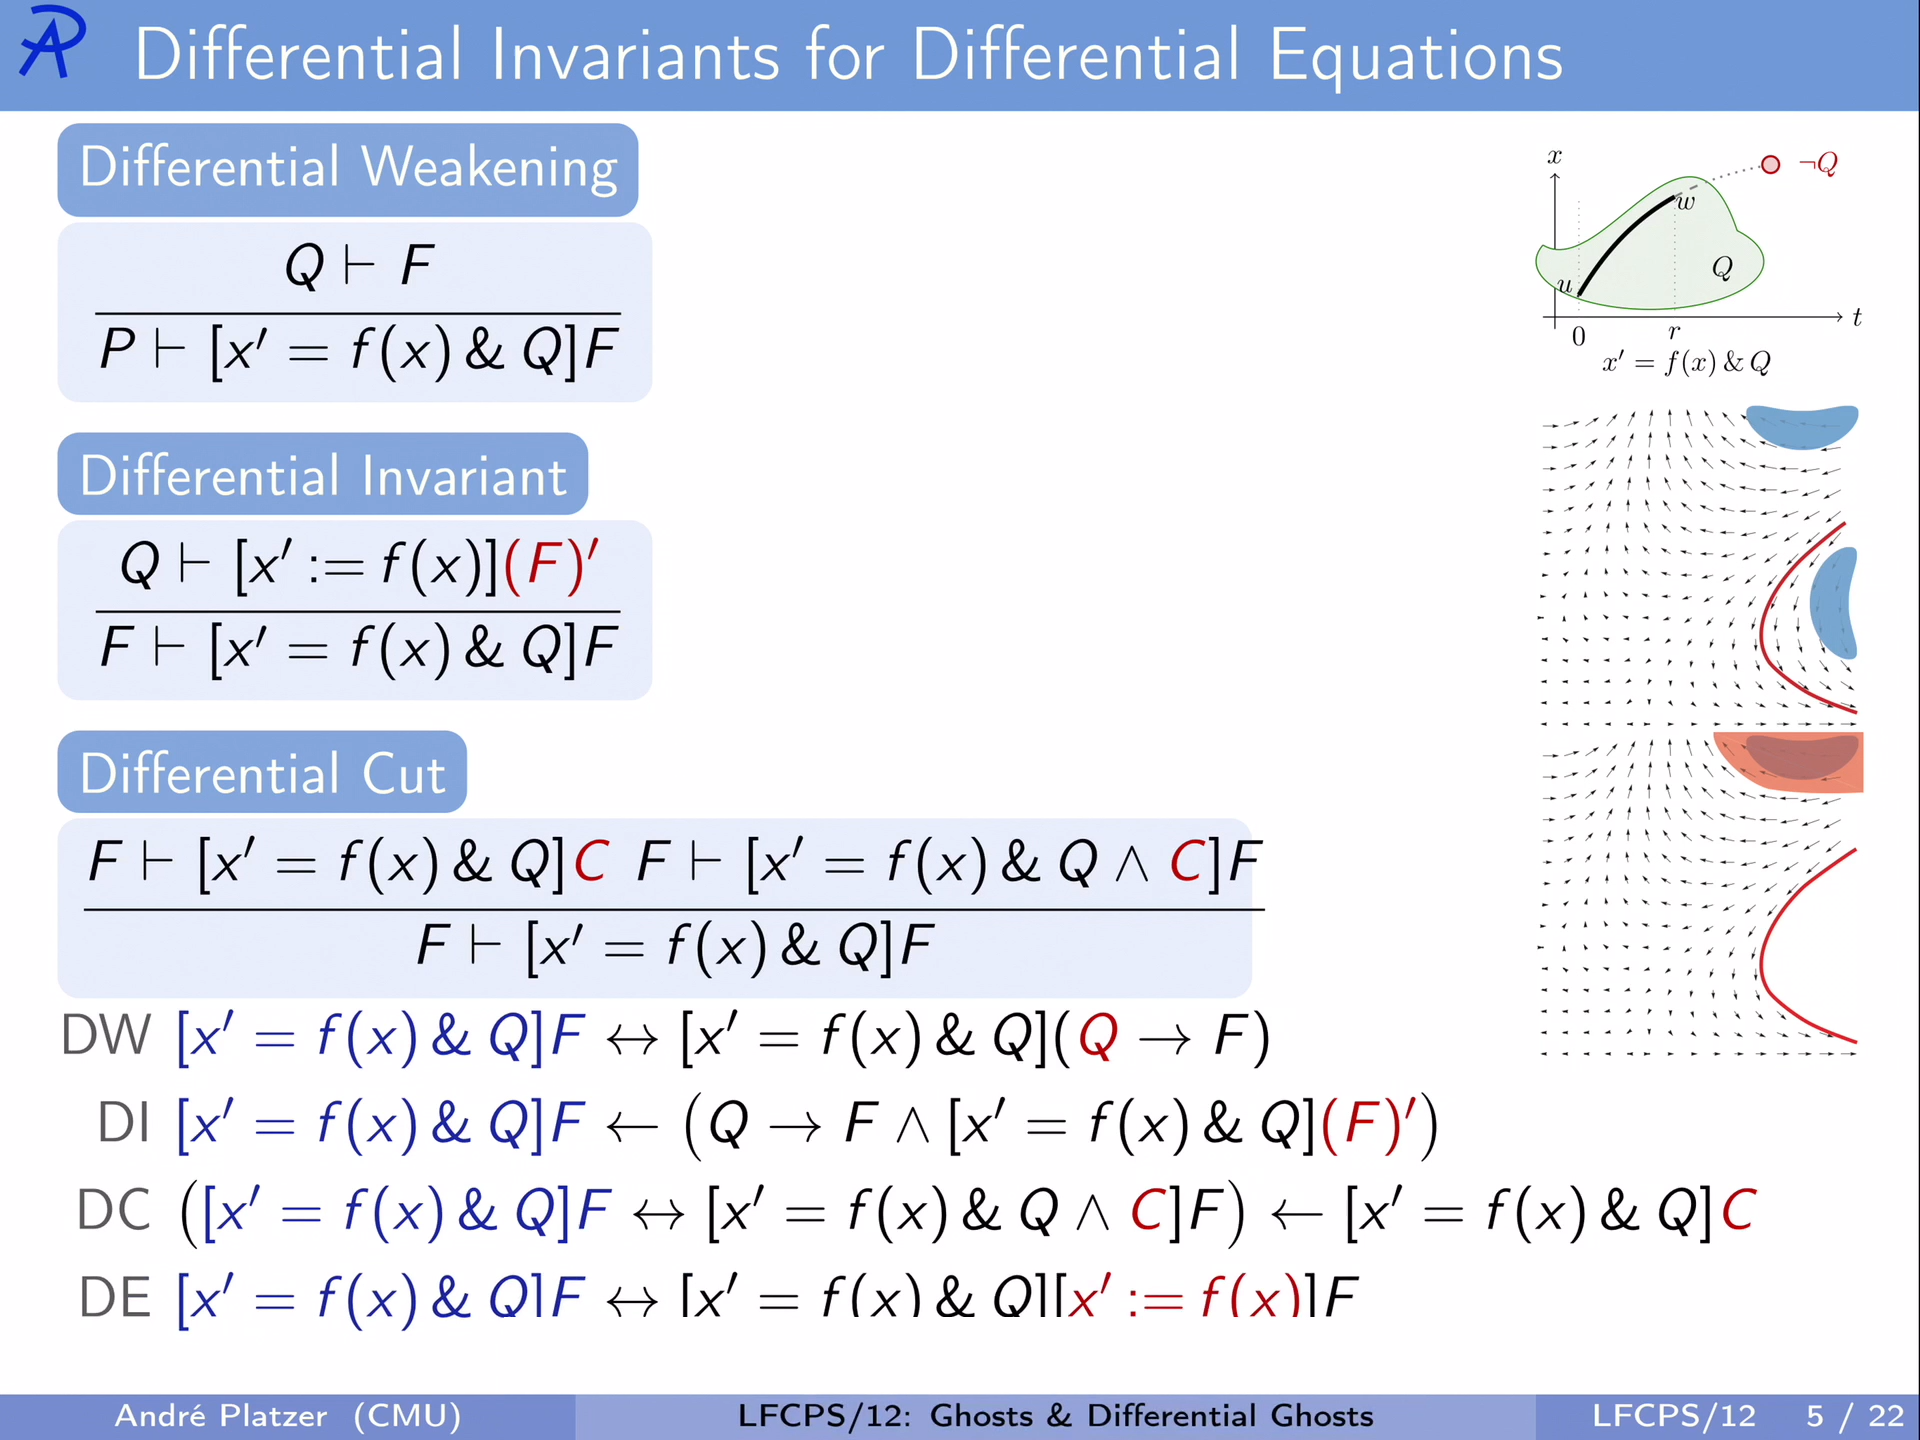 Differential Invariants for Differential Equations
Differential Weakening
Q ⊢ F
P ⊢ [x′ = f(x) & Q]F
Differential Invariant
Q ⊢ [x′ := f(x)](F)′
F ⊢ [x′ = f(x) & Q]F
Differential Cut
F ⊢ [x′ = f(x) & Q]C F ⊢ [x′ = f(x) & Q ∧ C]F
F ⊢ [x′ = f(x) & Q]F
DW [x′ = f(x) & Q]F ↔ [x′ = f(x) & Q](Q → F)
DI [x′ = f(x) & Q]F ← (Q → F ∧ [x′ = f(x) & Q](F)′)
DC ([x′ = f(x) & Q]F ↔ [x′ = f(x) & Q ∧ C]F) ← [x′ = f(x) & Q]C
DE [x′ = f(x) & Q]F ↔ [x′ = f(x) & Q][x′ := f(x)]F
x
¬Q
w
Q
u
t
0
r
x′ = f(x) & Q
André Platzer (CMU)
LFCPS/12: Ghosts & Differential Ghosts
LFCPS/12
5 / 22